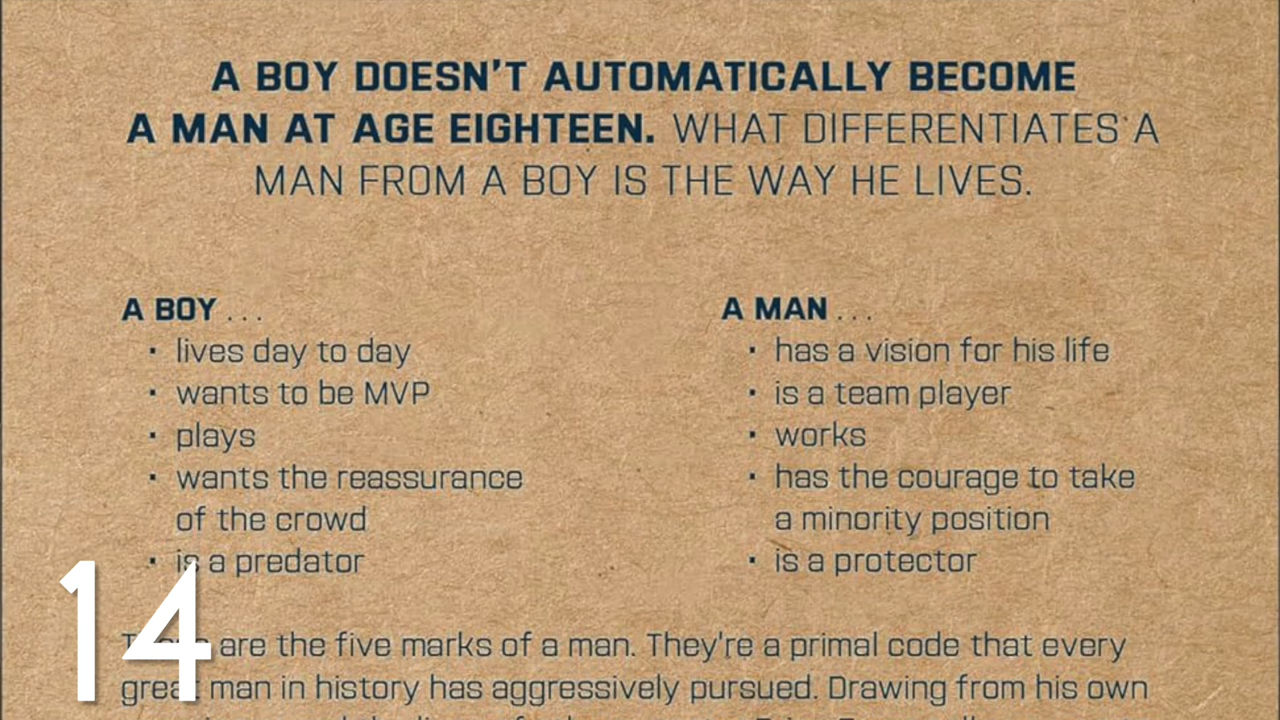 A BOY DOESN'T AUTOMATICALLY BECOME
A MAN AT AGE EIGHTEEN. WHAT DIFFERENTIATES A
MAN FROM A BOY IS THE WAY HE LIVES.
A BOY . . .
• lives day to day
• wants to be MVP
• plays
• wants the reassurance
of the crowd
• is a predator
A MAN . . .
• has a vision for his life
• is a team player
• works
• has the courage to take
a minority position
• is a protector
are the five marks of a man. They're a primal code that every
great man in history has aggressively pursued. Drawing from his own
14